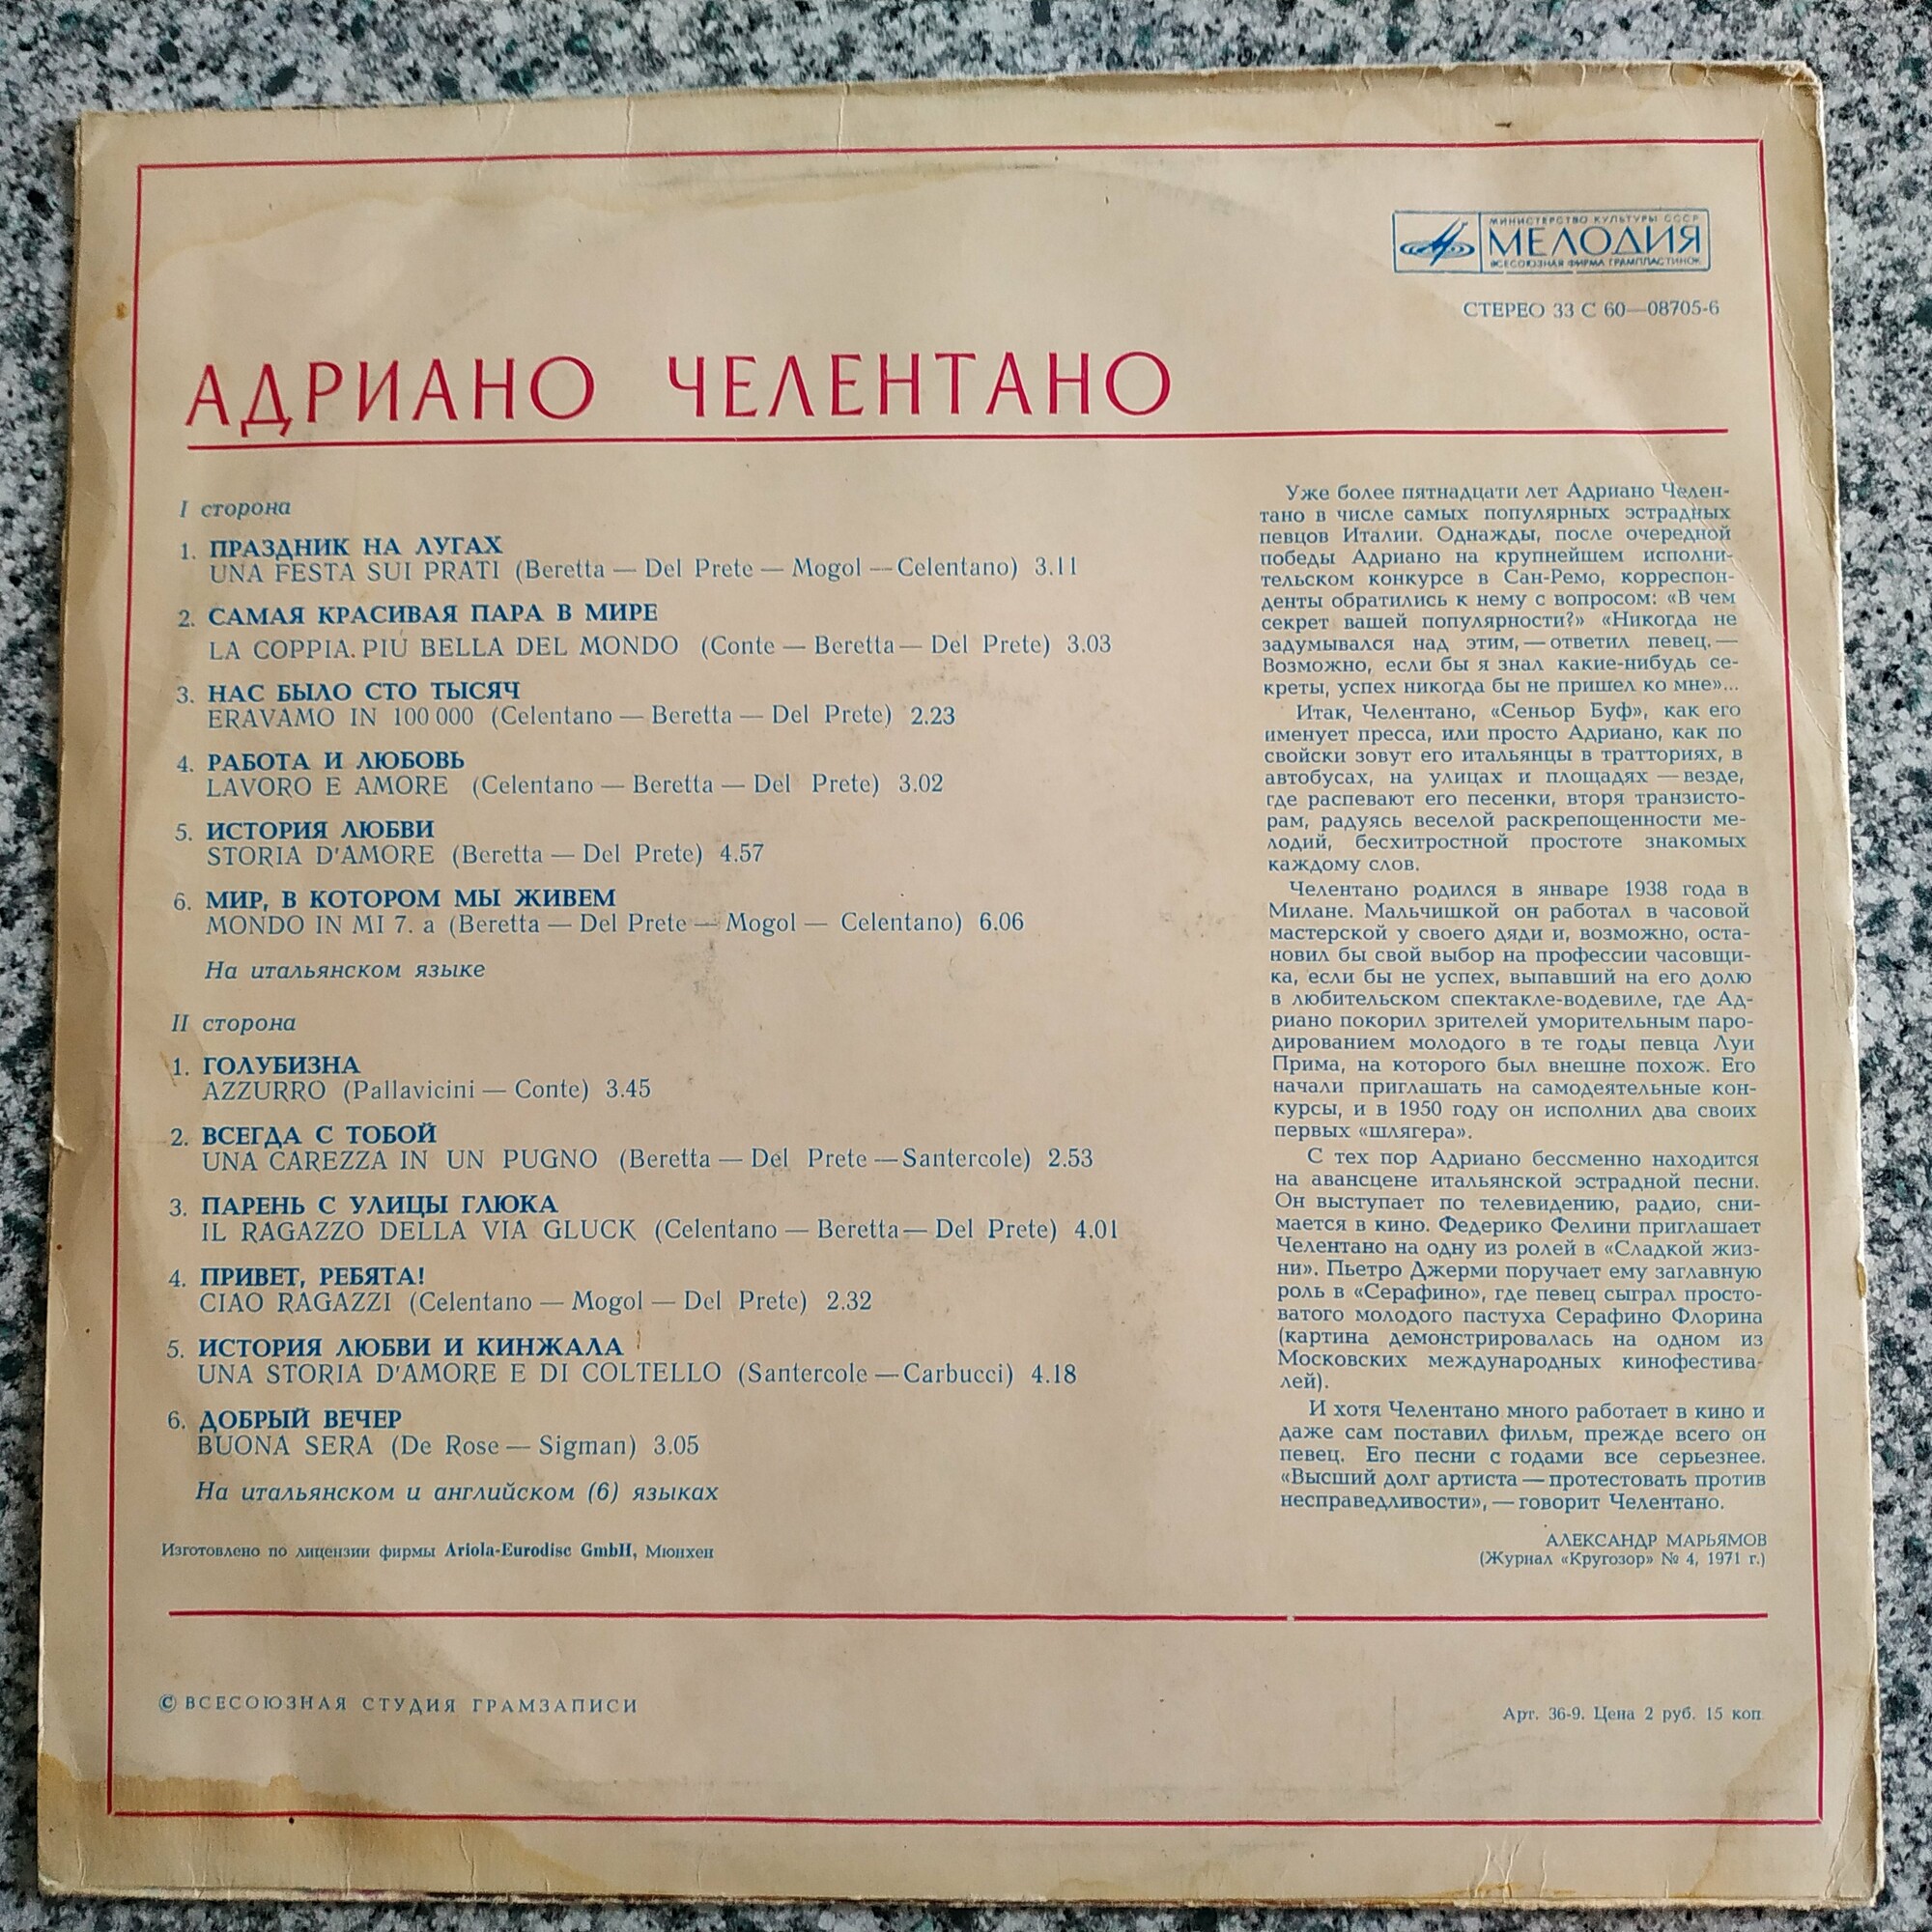 МИНИСТЕРСТВО КУЛЬТУРЫ СССР
МЕЛОДИЯ
ВСЕСОЮЗНАЯ ФИРМА ГРАМПЛАСТИНОК
СТЕРЕО 33 С 60—08705-6
АДРИАНО ЧЕЛЕНТАНО
I сторона
1. ПРАЗДНИК НА ЛУГАХ
UNA FESTA SUI PRATI (Beretta — Del Prete — Mogol — Celentano) 3.11
2. САМАЯ КРАСИВАЯ ПАРА В МИРЕ
LA COPPIA. PIÚ BELLA DEL MONDO (Conte — Beretta — Del Prete) 3.03
3. НАС БЫЛО СТО ТЫСЯЧ
ERAVAMO IN 100 000 (Celentano — Beretta — Del Prete) 2.23
4. РАБОТА И ЛЮБОВЬ
LAVORO E AMORE (Celentano — Beretta — Del Prete) 3.02
5. ИСТОРИЯ ЛЮБВИ
STORIA D'AMORE (Beretta — Del Prete) 4.57
6. МИР, В КОТОРОМ МЫ ЖИВЕМ
MONDO IN MI 7. a (Beretta — Del Prete — Mogol — Celentano) 6.06
На итальянском языке
II сторона
1. ГОЛУБИЗНА
AZZURRO (Pallavicini — Conte) 3.45
2. ВСЕГДА С ТОБОЙ
UNA CAREZZA IN UN PUGNO (Beretta — Del Prete — Santercole) 2.53
3. ПАРЕНЬ С УЛИЦЫ ГЛЮКА
IL RAGAZZO DELLA VIA GLUCK (Celentano — Beretta — Del Prete) 4.01
4. ПРИВЕТ, РЕБЯТА!
CIAO RAGAZZI (Celentano — Mogol — Del Prete) 2.32
5. ИСТОРИЯ ЛЮБВИ И КИНЖАЛА
UNA STORIA D'AMORE E DI COLTELLO (Santercole — Carbucci) 4.18
6. ДОБРЫЙ ВЕЧЕР
BUONA SERA (De Rose — Sigman) 3.05
На итальянском и английском (6) языках
Изготовлено по лицензии фирмы Ariola-Eurodisc GmbH, Мюнхен
Уже более пятнадцати лет Адриано Челен-
тано в числе самых популярных эстрадных
певцов Италии. Однажды, после очередной
победы Адриано на крупнейшем исполни-
тельском конкурсе в Сан-Ремо, корреспон-
денты обратились к нему с вопросом: «В чем
секрет вашей популярности?» «Никогда не
задумывался над этим, — ответил певец. —
Возможно, если бы я знал какие-нибудь се-
креты, успех никогда бы не пришел ко мне»...
Итак, Челентано, «Сеньор Буф», как его
именует пресса, или просто Адриано, как по
свойски зовут его итальянцы в тратториях, в
автобусах, на улицах и площадях — везде,
где распевают его песенки, вторя транзисто-
рам, радуясь веселой раскрепощенности ме-
лодий, бесхитростной простоте знакомых
каждому слов.
Челентано родился в январе 1938 года в
Милане. Мальчишкой он работал в часовой
мастерской у своего дяди и, возможно, оста-
новил бы свой выбор на профессии часовщи-
ка, если бы не успех, выпавший на его долю
в любительском спектакле-водевиле, где Ад-
риано покорил зрителей уморительным паро-
дированием молодого в те годы певца Луи
Прима, на которого был внешне похож. Его
начали приглашать на самодеятельные кон-
курсы, и в 1950 году он исполнил два своих
первых «шлягера».
С тех пор Адриано бессменно находится
на авансцене итальянской эстрадной песни.
Он выступает по телевидению, радио, сни-
мается в кино. Федерико Фелини приглашает
Челентано на одну из ролей в «Сладкой жиз-
ни». Пьетро Джерми поручает ему заглавную
роль в «Серафино», где певец сыграл просто-
ватого молодого пастуха Серафино Флорина
(картина демонстрировалась на одном из
Московских международных кинофестива-
лей).
И хотя Челентано много работает в кино и
даже сам поставил фильм, прежде всего он
певец. Его песни с годами все серьезнее.
«Высший долг артиста — протестовать против
несправедливости», — говорит Челентано.
АЛЕКСАНДР МАРЬЯМОВ
(Журнал «Кругозор» № 4, 1971 г.)
© ВСЕСОЮЗНАЯ СТУДИЯ ГРАМЗАПИСИ
Арт. 36-9. Цена 2 руб. 15 коп